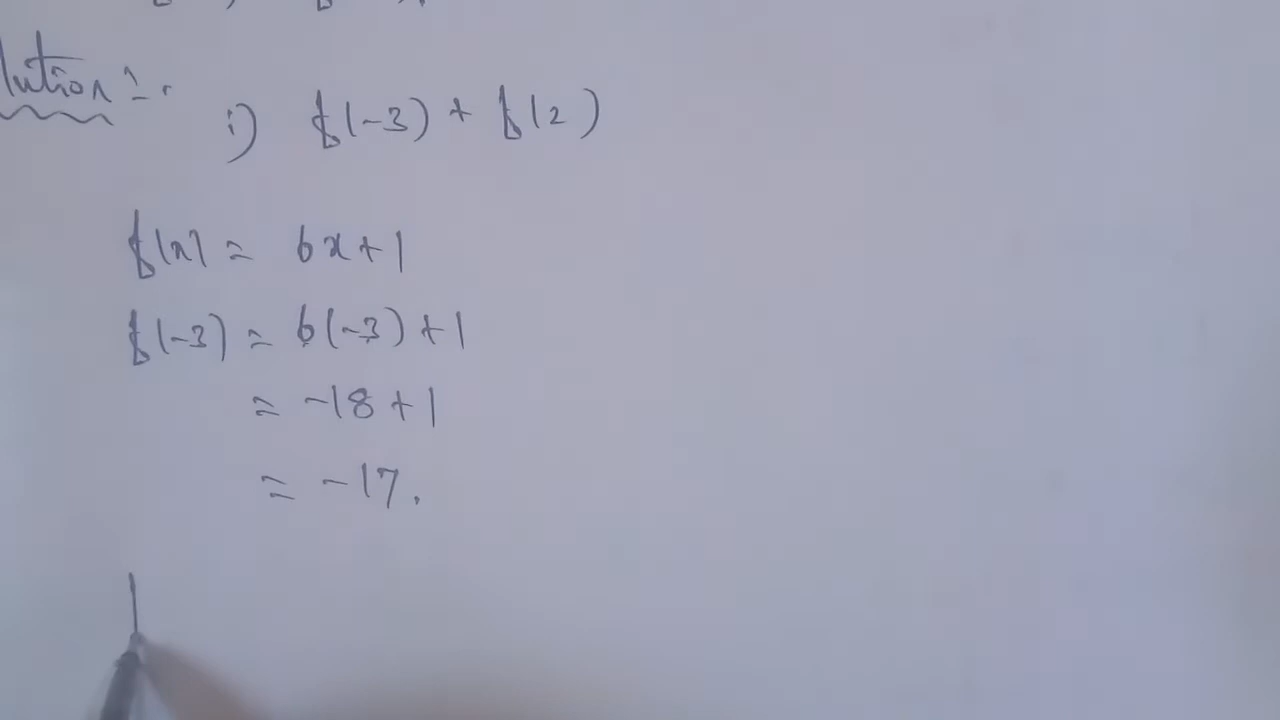 lution :-
i) f(-3) + f(2)
f(x) = 6x+1
f(-3) = 6(-3)+1
= -18+1
= -17.